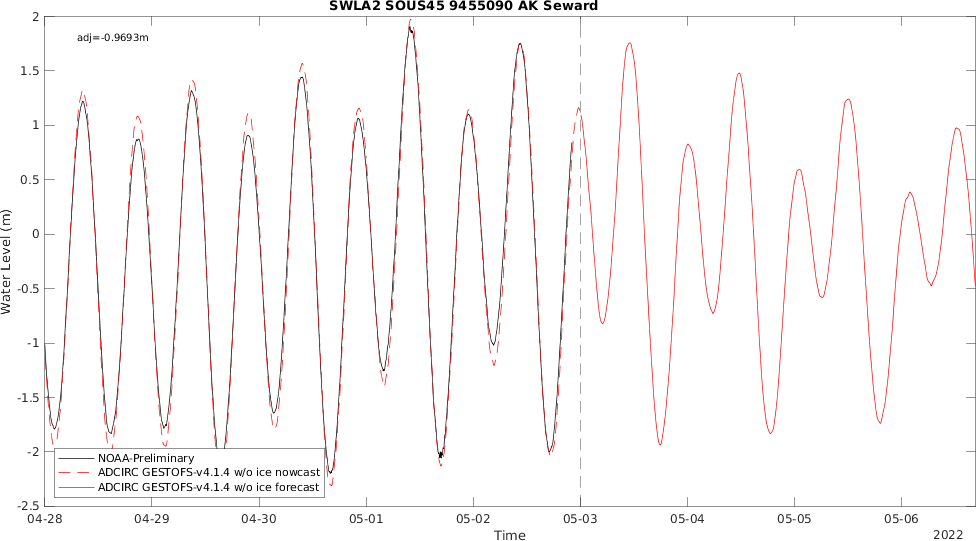 SWLA2 SOUS45 9455090 AK Seward
adj=-0.9693m
2
1.5
1
0.5
0
-0.5
-1
-1.5
-2
-2.5
Water Level (m)
NOAA-Preliminary
ADCIRC GESTOFS-v4.1.4 w/o ice nowcast
ADCIRC GESTOFS-v4.1.4 w/o ice forecast
04-28 04-29 04-30 05-01 05-02 05-03 05-04 05-05 05-06
Time
2022